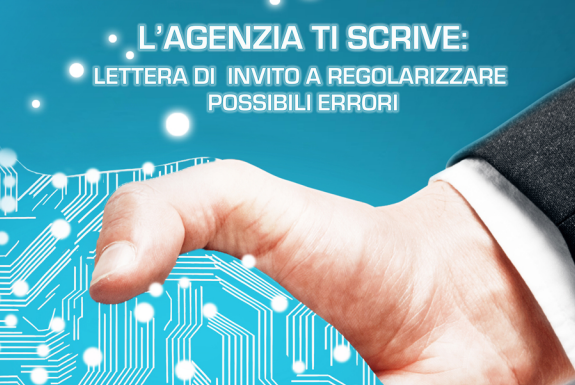 L'AGENZIA TI SCRIVE:
LETTERA DI INVITO A REGOLARIZZARE
POSSIBILI ERRORI